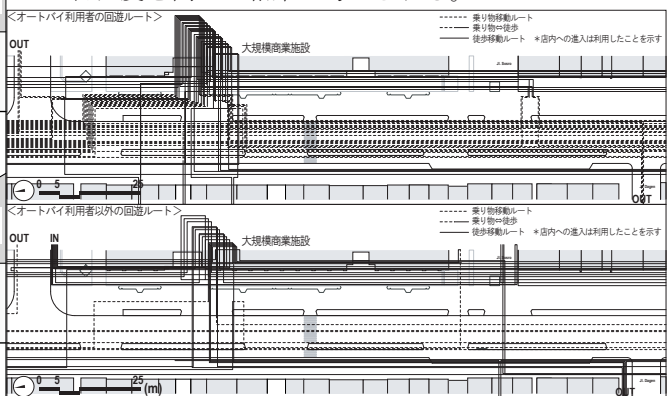 <オートバイ利用者の回遊ルート>
乗り物移動ルート
乗り物⇔徒歩
徒歩移動ルート *店内への進入は利用したことを示す
OUT
大規模商業施設
0 5 25
OUT
<オートバイ利用者以外の回遊ルート>
乗り物移動ルート
乗り物⇔徒歩
徒歩移動ルート *店内への進入は利用したことを示す
OUT IN
大規模商業施設
0 5 25 (m)
OUT